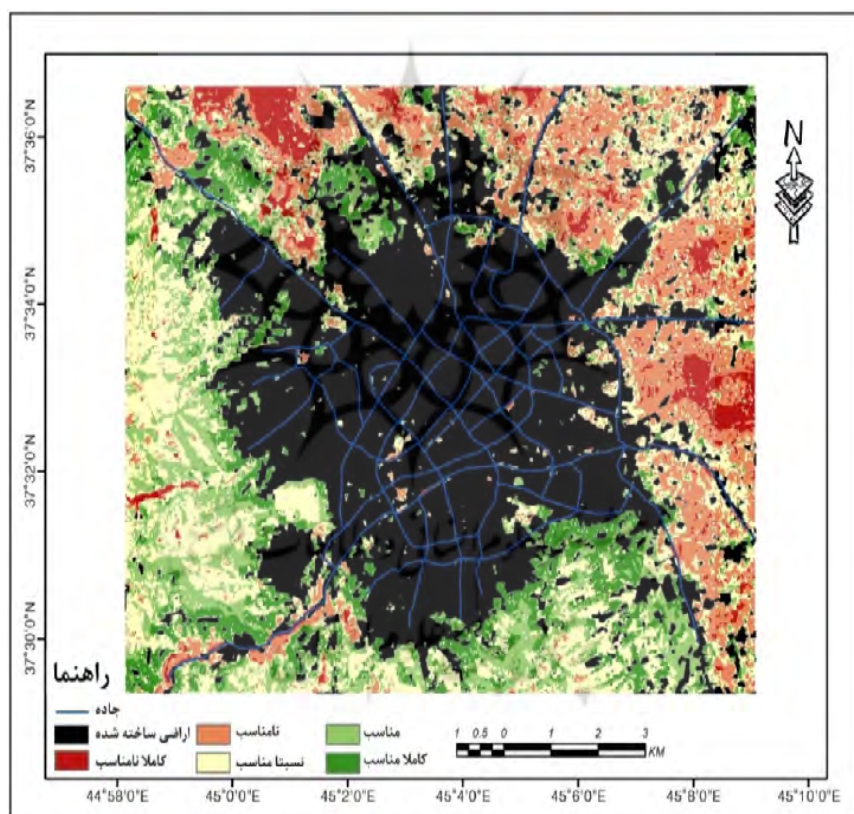 N
37°36'0"N
37°34'0"N
37°32'0"N
37°30'0"N
راهنما
جاده
اراضی ساخته شده
نامناسب
مناسب
کاملا نامناسب
نسبتا مناسب
کاملا مناسب
1 0.5 0 1 2 3
KM
44°58'0"E 45°0'0"E 45°2'0"E 45°4'0"E 45°6'0"E 45°8'0"E 45°10'0"E